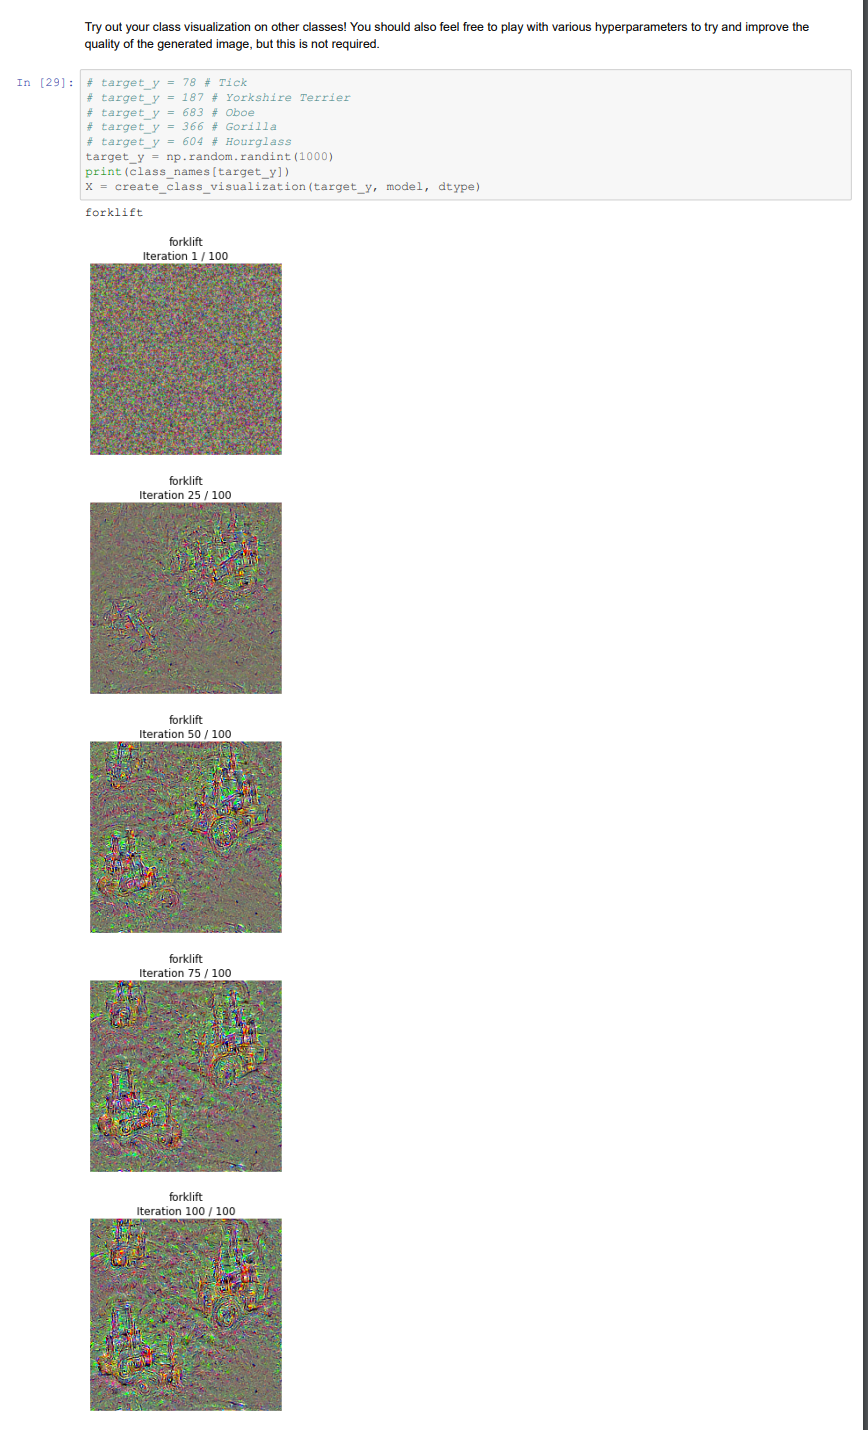 Try out your class visualization on other classes! You should also feel free to play with various hyperparameters to try and improve the
quality of the generated image, but this is not required.
In [29]: # target_y = 78 # Tick
# target_y = 187 # Yorkshire Terrier
# target_y = 683 # Oboe
# target_y = 366 # Gorilla
# target_y = 604 # Hourglass
target_y = np.random.randint(1000)
print(class_names[target_y])
X = create_class_visualization(target_y, model, dtype)
forklift
forklift
Iteration 1 / 100
forklift
Iteration 25 / 100
forklift
Iteration 50 / 100
forklift
Iteration 75 / 100
forklift
Iteration 100 / 100